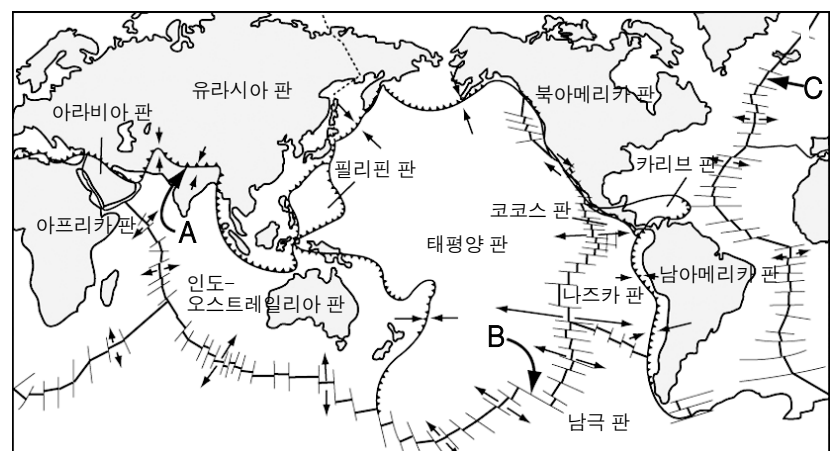 유라시아 판
북아메리카 판
C
아라비아 판
카리브 판
필리핀 판
코코스 판
아프리카 판
A
태평양 판
인도-
오스트레일리아 판
나즈카 판
남아메리카 판
B
남극 판